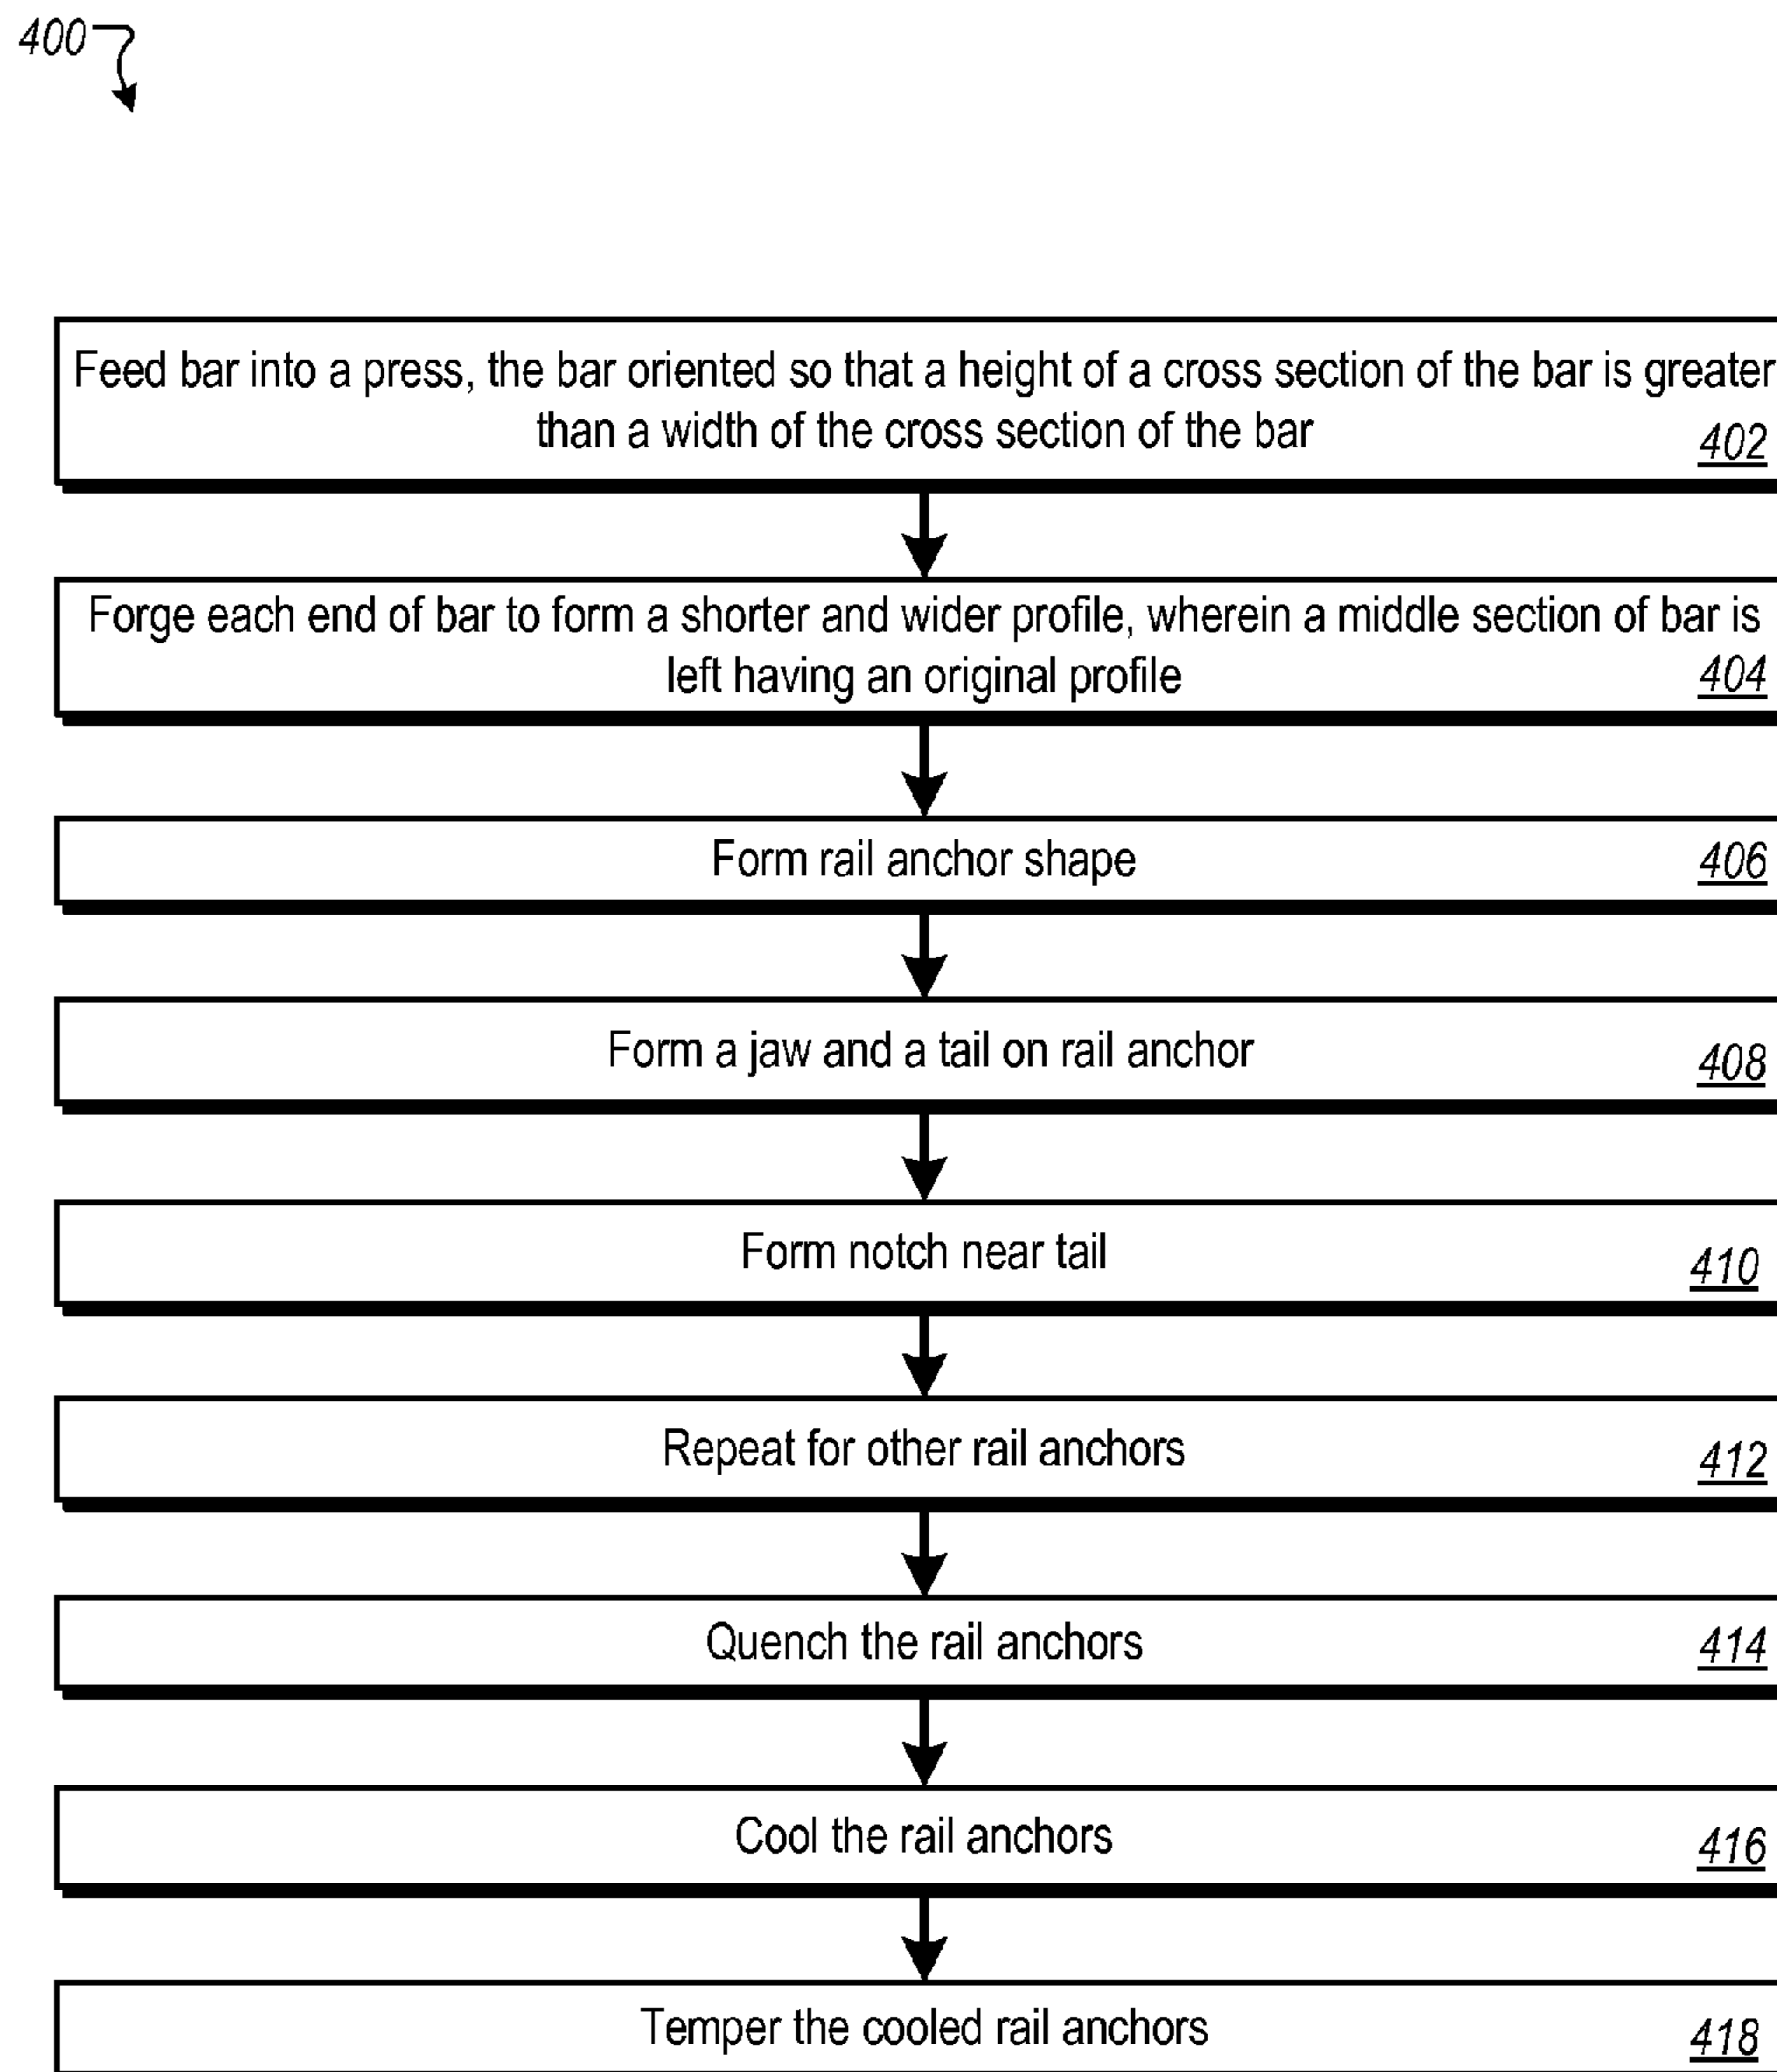 400
Feed bar into a press, the bar oriented so that a height of a cross section of the bar is greater
than a width of the cross section of the bar
402
Forge each end of bar to form a shorter and wider profile, wherein a middle section of bar is
left having an original profile
404
Form rail anchor shape
406
Form a jaw and a tail on rail anchor
408
Form notch near tail
410
Repeat for other rail anchors
412
Quench the rail anchors
414
Cool the rail anchors
416
Temper the cooled rail anchors
418